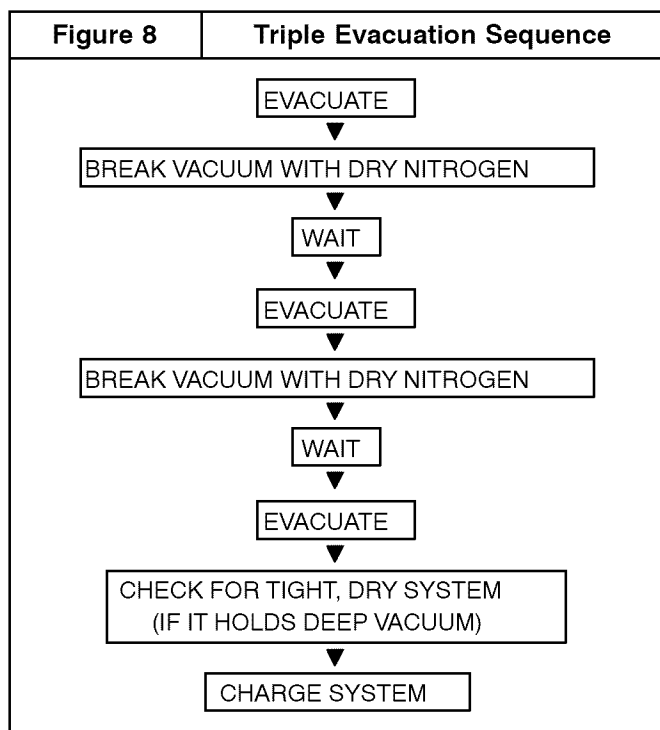 Figure 8
Triple Evacuation Sequence
EVACUATE
BREAK VACUUM WITH DRY NITROGEN
WAIT
EVACUATE
BREAK VACUUM WITH DRY NITROGEN
WAIT
EVACUATE
CHECK FOR TIGHT, DRY SYSTEM
(IF IT HOLDS DEEP VACUUM)
CHARGE SYSTEM